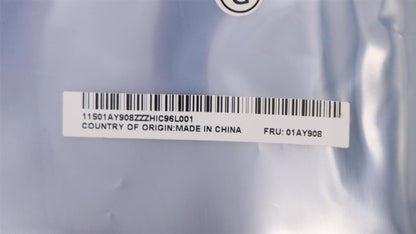 11S01AY908ZZZHIC96L001
COUNTRY OF ORIGIN:MADE IN CHINA FRU: 01AY908